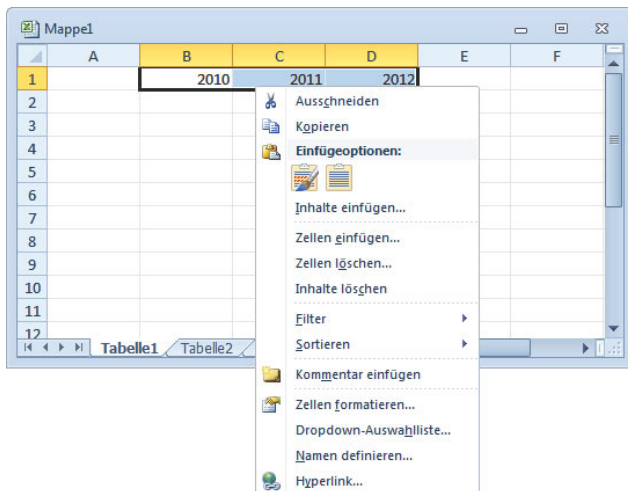 Mappe1
A B C D E F
1 2010 2011 2012
2
3
4
5
6
7
8
9
10
11
12
Tabelle1 Tabelle2
Ausschneiden
Kopieren
Einfügeoptionen:
Inhalte einfügen...
Zellen einfügen...
Zellen löschen...
Inhalte löschen
Filter
Sortieren
Kommentar einfügen
Zellen formatieren...
Dropdown-Auswahlliste...
Namen definieren...
Hyperlink...